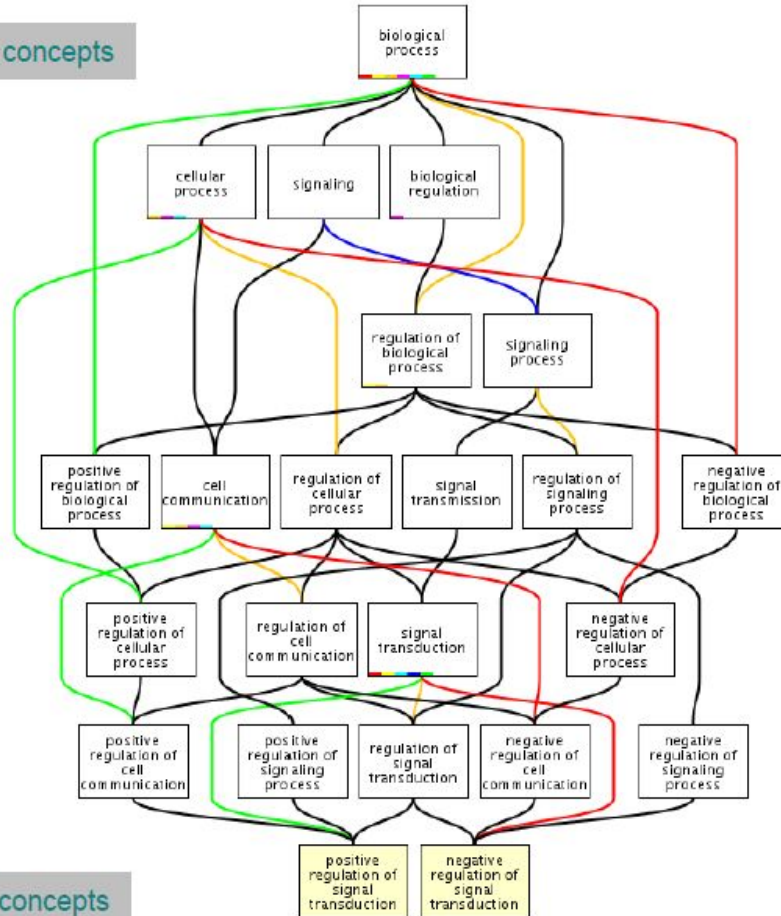 biological
process
concepts
cellular
process
signaling
biological
regulation
regulation of
biological
process
signaling
process
positive
regulation of
biological
process
cell
communication
regulation of
cellular
process
signal
transmission
regulation of
signaling
process
negative
regulation of
biological
process
positive
regulation of
cellular
process
regulation of
cell
communication
signal
transduction
negative
regulation of
cellular
process
positive
regulation of
cell
communication
positive
regulation of
signaling
process
regulation of
signal
transduction
negative
regulation of
cell
communication
negative
regulation of
signaling
process
positive
regulation of
signal
transduction
negative
regulation of
signal
transduction
concepts